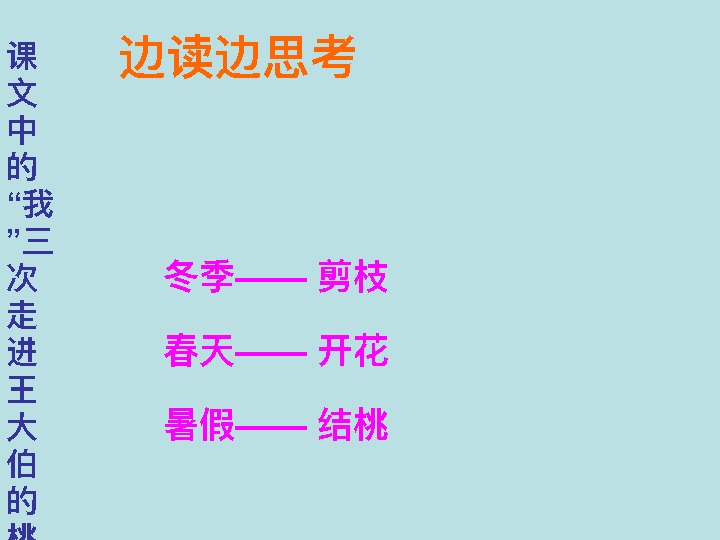 边读边思考
课
文
中
的
“我
”三
次
走
进
王
大
伯
的
桃
冬季—— 剪枝
春天—— 开花
暑假—— 结桃